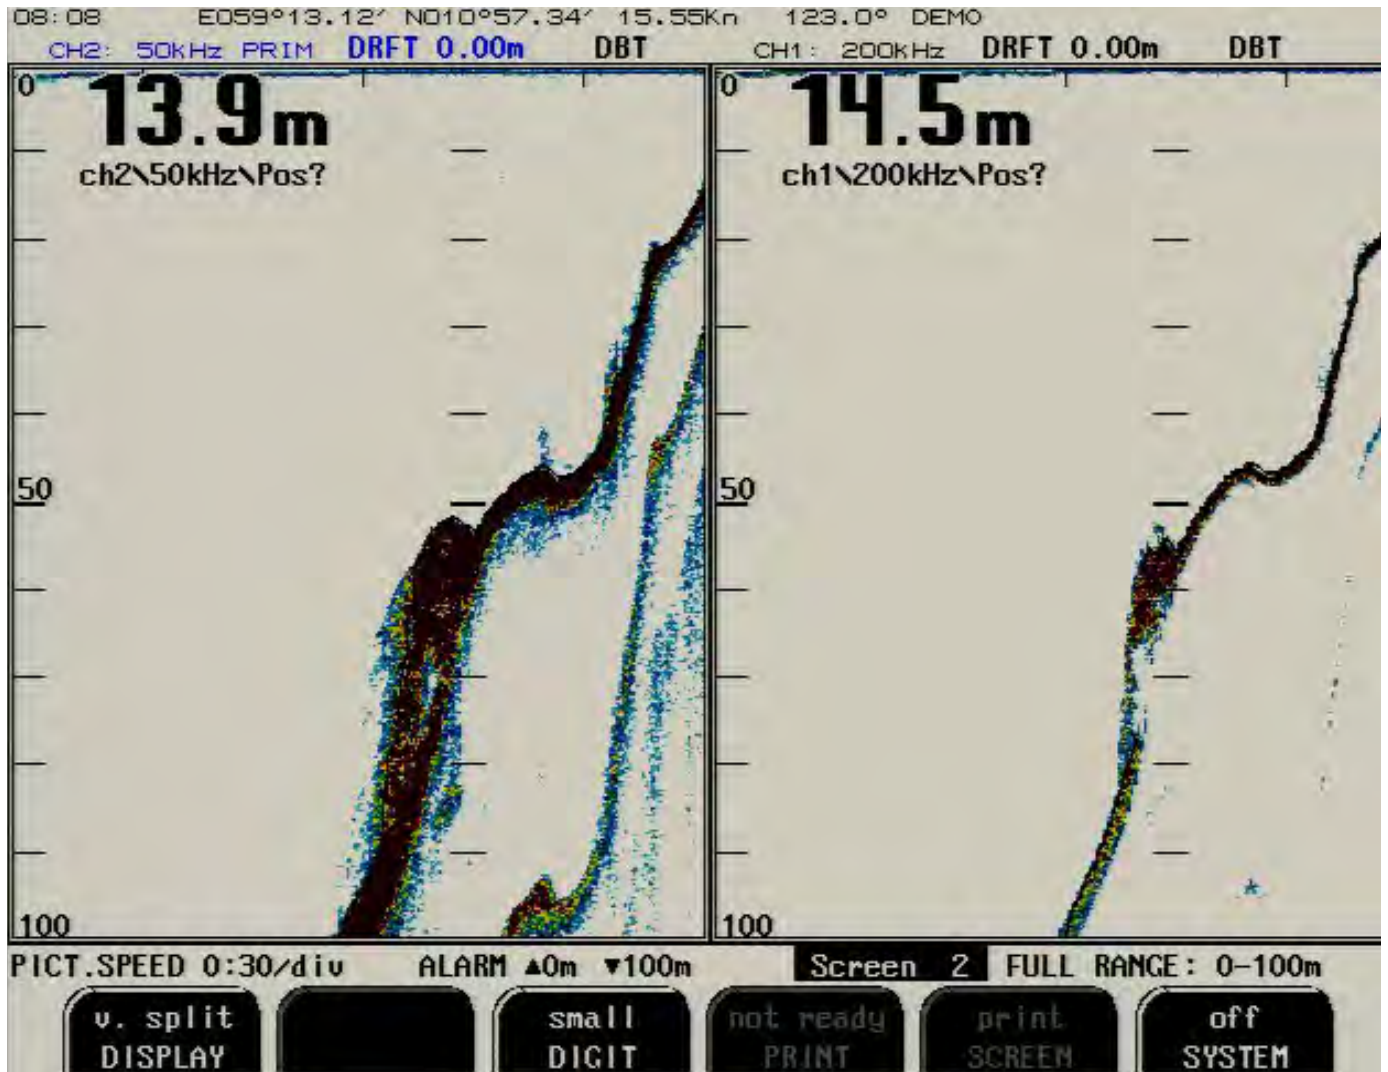 08:08 E059°13.12′ N010°57.34′ 15.55Kn 123.0° DEMO
CH2: 50kHz PRIM DRFT 0.00m DBT CH1: 200kHz DRFT 0.00m DBT
0 13.9m
ch2\50kHz\Pos?
50
100
0 14.5m
ch1\200kHz\Pos?
50
100
PICT.SPEED 0:30/div ALARM ▲0m ▼100m Screen 2 FULL RANGE: 0-100m
v. split small not ready print off
DISPLAY DIGIT PRINT SCREEN SYSTEM